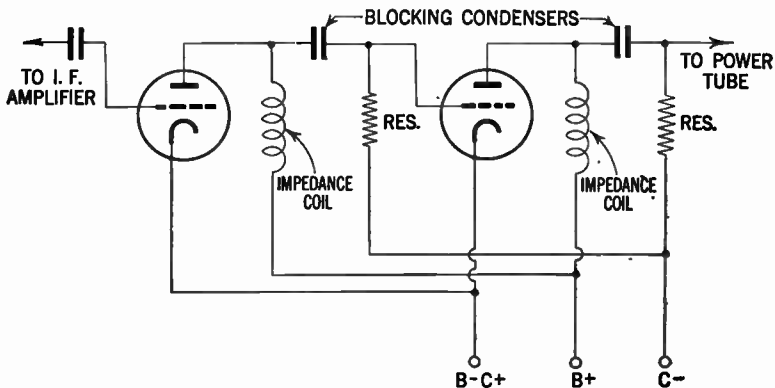 BLOCKING CONDENSERS
TO I. F.
AMPLIFIER
TO POWER
TUBE
RES.
RES.
IMPEDANCE
COIL
IMPEDANCE
COIL
B-C+
B+
C-